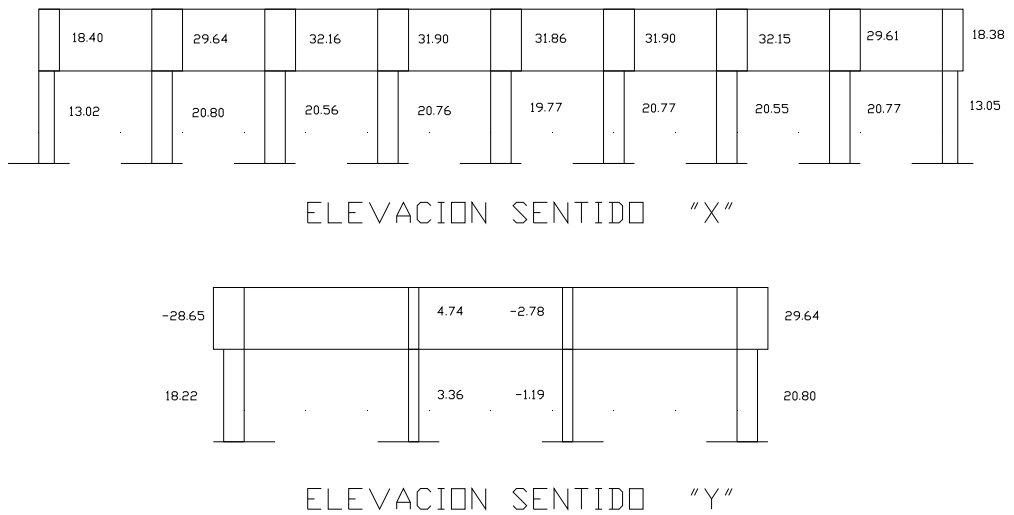 18.40 29.64 32.16 31.90 31.86 31.90 32.15 29.61 18.38
13.02 20.80 20.56 20.76 19.77 20.77 20.55 20.77 13.05
ELEVACION SENTIDO "X"
-28.65 4.74 -2.78 29.64
18.22 3.36 -1.19 20.80
ELEVACION SENTIDO "Y"